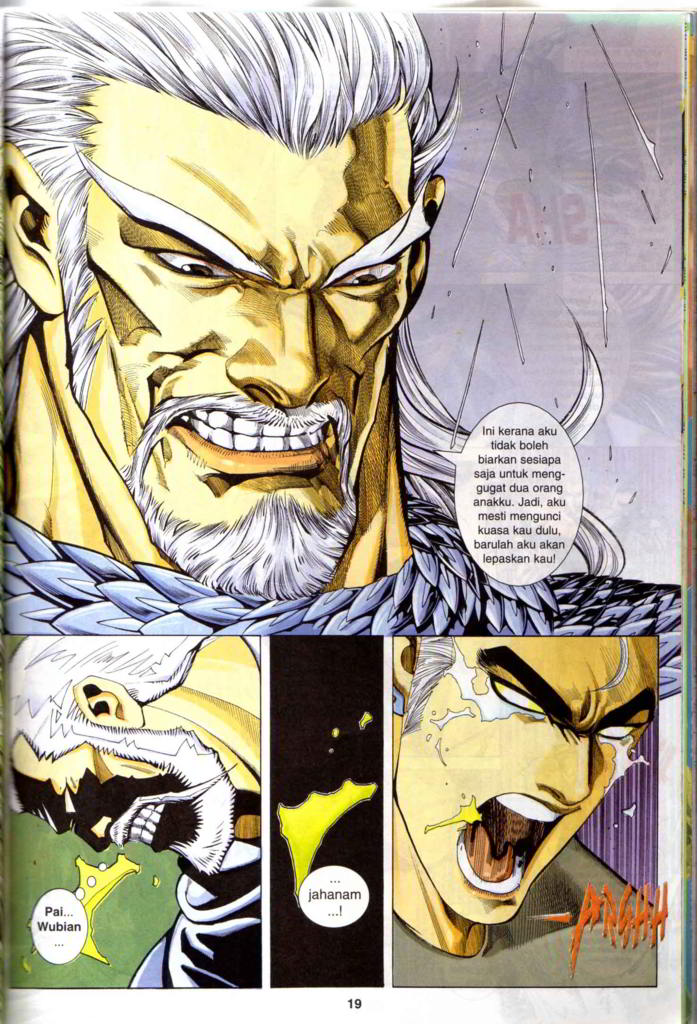 SHA
Ini kerana aku
tidak boleh
biarkan sesiapa
saja untuk meng-
gugat dua orang
anakku. Jadi, aku
mesti mengunci
kuasa kau dulu,
barulah aku akan
lepaskan kau!
Pai...
Wubian
...
...
jahanam
...!
ARGHH
19